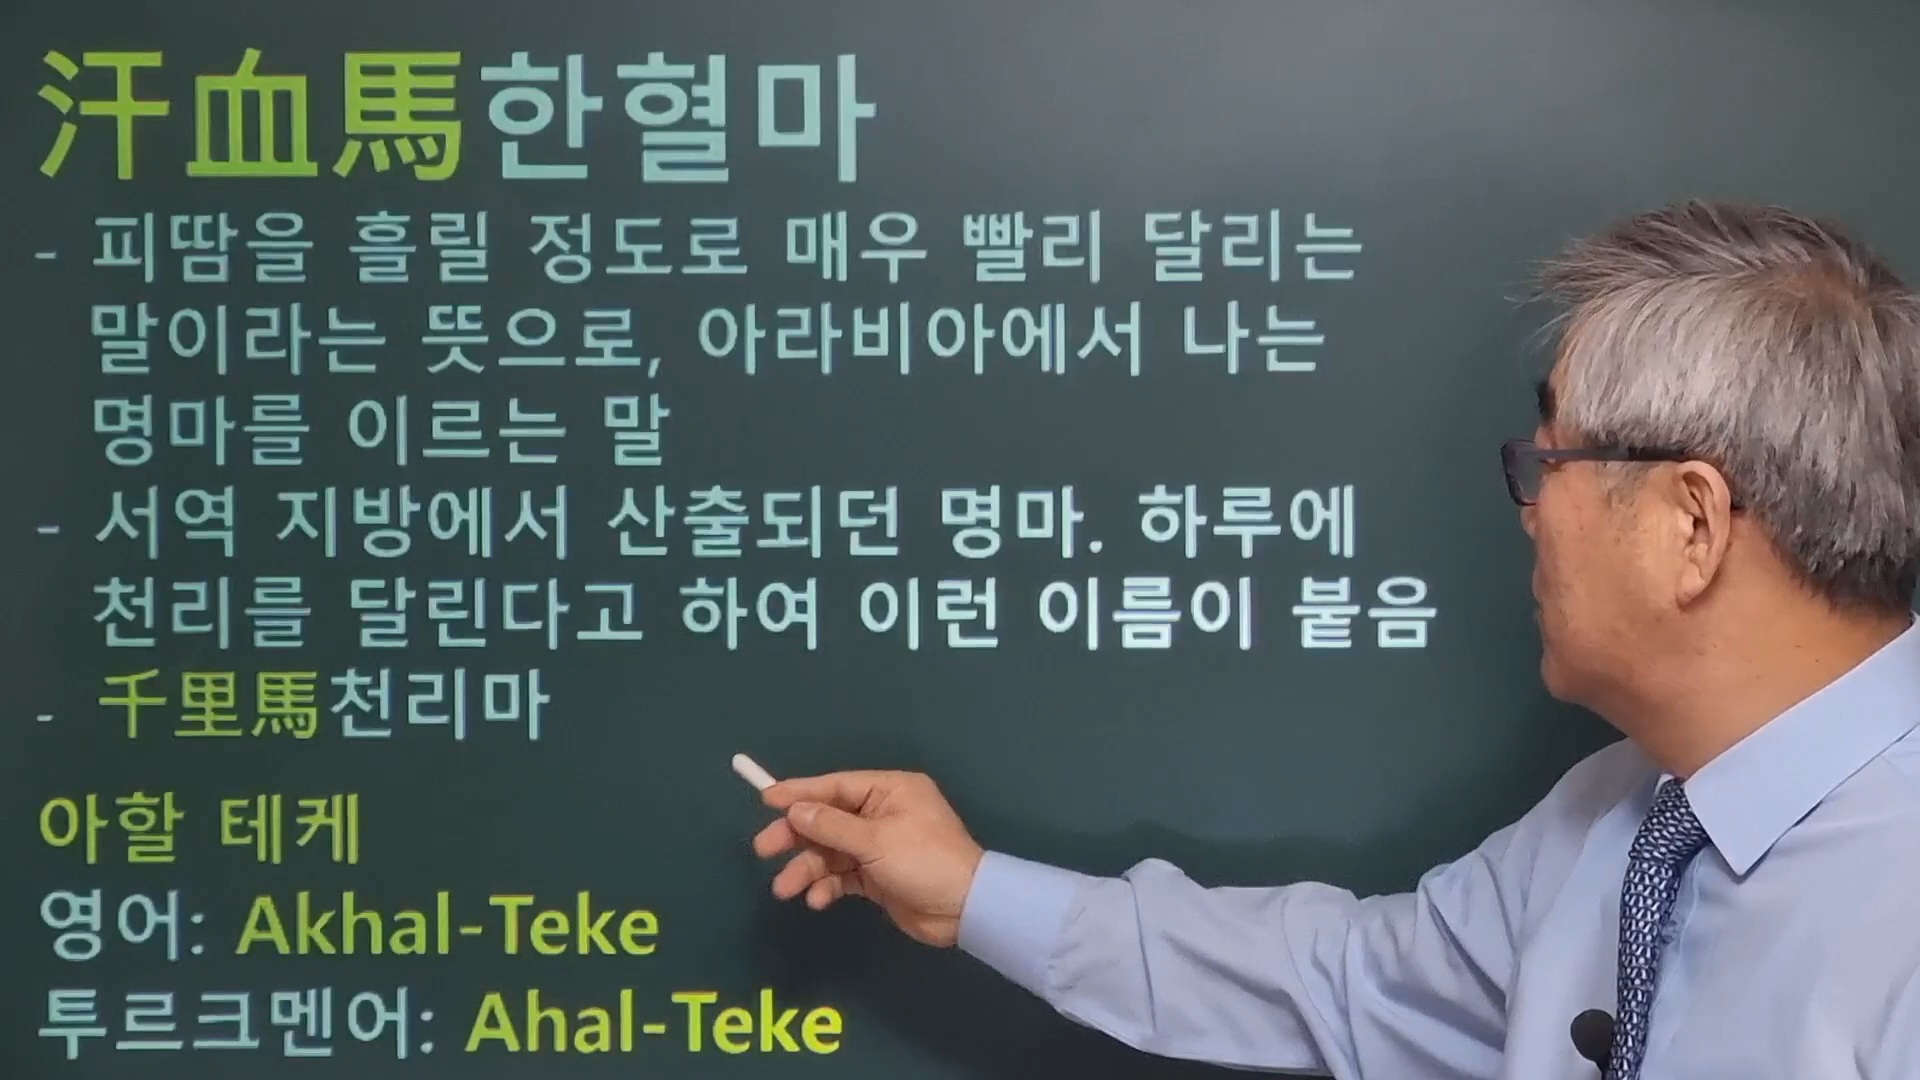 汗血馬한혈마
- 피땀을 흘릴 정도로 매우 빨리 달리는
말이라는 뜻으로, 아라비아에서 나는
명마를 이르는 말
- 서역 지방에서 산출되던 명마. 하루에
천리를 달린다고 하여 이런 이름이 붙음
- 千里馬천리마
아할 테케
영어: Akhal-Teke
투르크멘어: Ahal-Teke